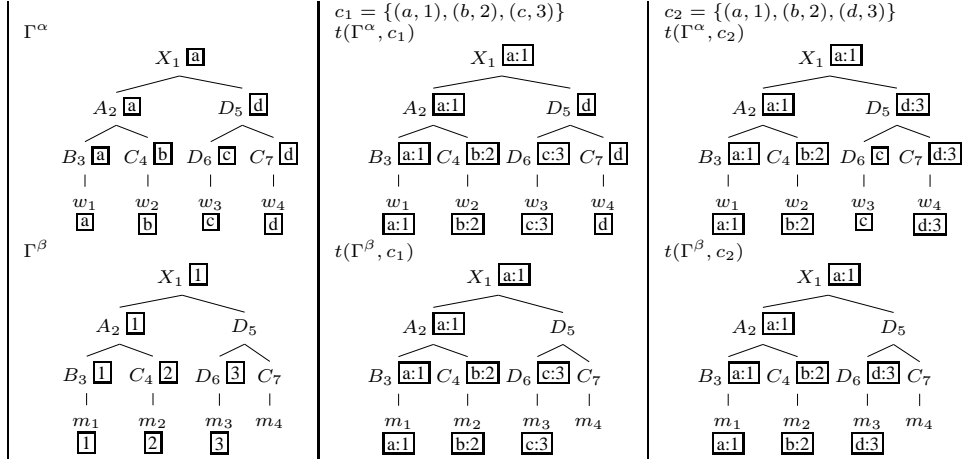 Γ^α
X₁ a
A₂ a D₅ d
B₃ a C₄ b D₆ c C₇ d
w₁ w₂ w₃ w₄
a b c d
Γ^β
X₁ 1
A₂ 1 D₅
B₃ 1 C₄ 2 D₆ 3 C₇
m₁ m₂ m₃ m₄
1 2 3
c₁ = {(a, 1), (b, 2), (c, 3)}
t(Γ^α, c₁)
X₁ a:1
A₂ a:1 D₅ d
B₃ a:1 C₄ b:2 D₆ c:3 C₇ d
w₁ w₂ w₃ w₄
a:1 b:2 c:3 d
t(Γ^β, c₁)
X₁ a:1
A₂ a:1 D₅
B₃ a:1 C₄ b:2 D₆ c:3 C₇
m₁ m₂ m₃ m₄
a:1 b:2 c:3
c₂ = {(a, 1), (b, 2), (d, 3)}
t(Γ^α, c₂)
X₁ a:1
A₂ a:1 D₅ d:3
B₃ a:1 C₄ b:2 D₆ c C₇ d:3
w₁ w₂ w₃ w₄
a:1 b:2 c d:3
t(Γ^β, c₂)
X₁ a:1
A₂ a:1 D₅
B₃ a:1 C₄ b:2 D₆ d:3 C₇
m₁ m₂ m₃ m₄
a:1 b:2 d:3